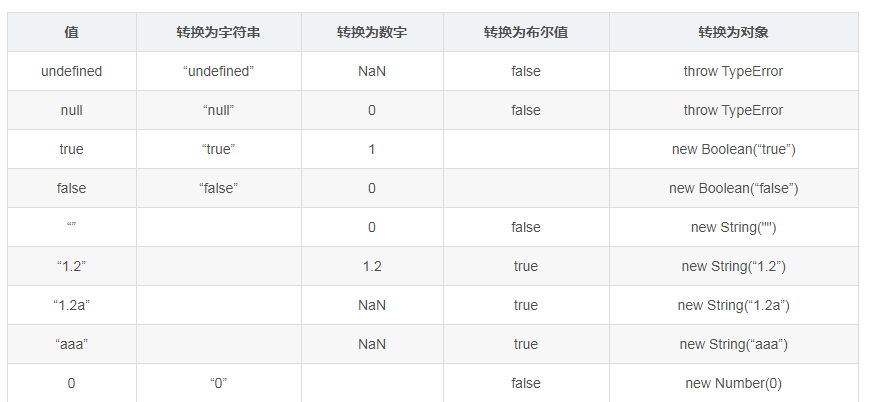 值 转换为字符串 转换为数字 转换为布尔值 转换为对象
undefined “undefined” NaN false throw TypeError
null “null” 0 false throw TypeError
true “true” 1 new Boolean(“true”)
false “false” 0 new Boolean(“false”)
“” 0 false new String("")
“1.2” 1.2 true new String(“1.2”)
“1.2a” NaN true new String(“1.2a”)
“aaa” NaN true new String(“aaa”)
0 “0” false new Number(0)